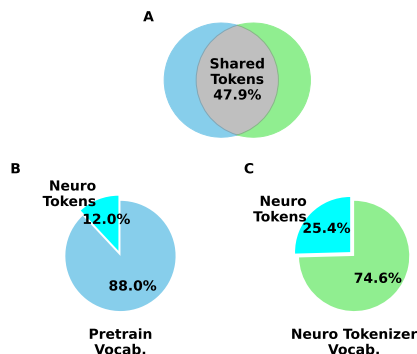 A
Shared
Tokens
47.9%
B
Neuro
Tokens
12.0%
88.0%
Pretrain
Vocab.
C
Neuro
Tokens
25.4%
74.6%
Neuro Tokenizer
Vocab.